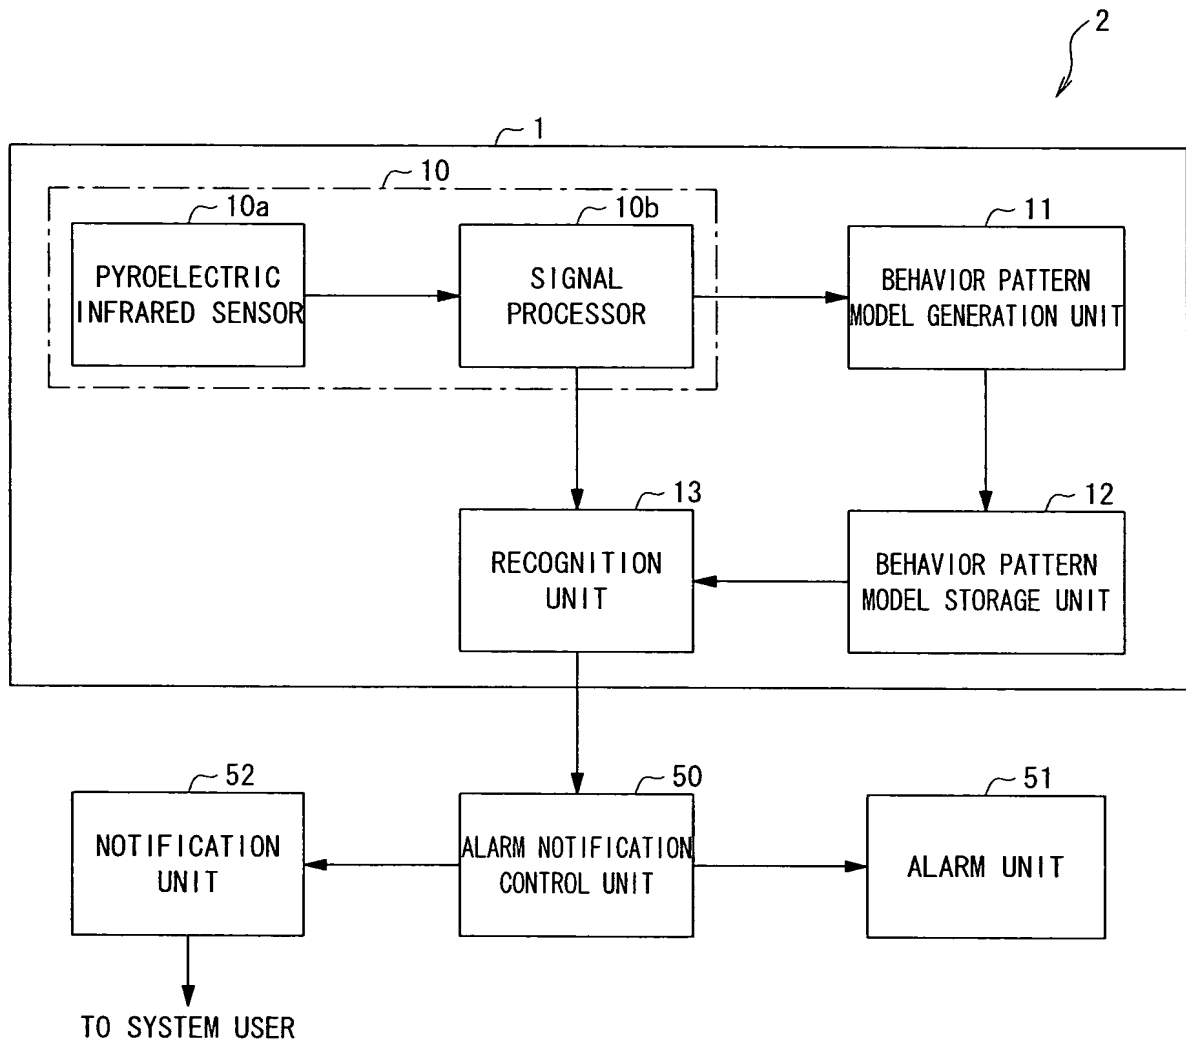 2
1
10
10a
10b
11
PYROELECTRIC
INFRARED SENSOR
SIGNAL
PROCESSOR
BEHAVIOR PATTERN
MODEL GENERATION UNIT
13
12
RECOGNITION
UNIT
BEHAVIOR PATTERN
MODEL STORAGE UNIT
52
50
51
NOTIFICATION
UNIT
ALARM NOTIFICATION
CONTROL UNIT
ALARM UNIT
TO SYSTEM USER